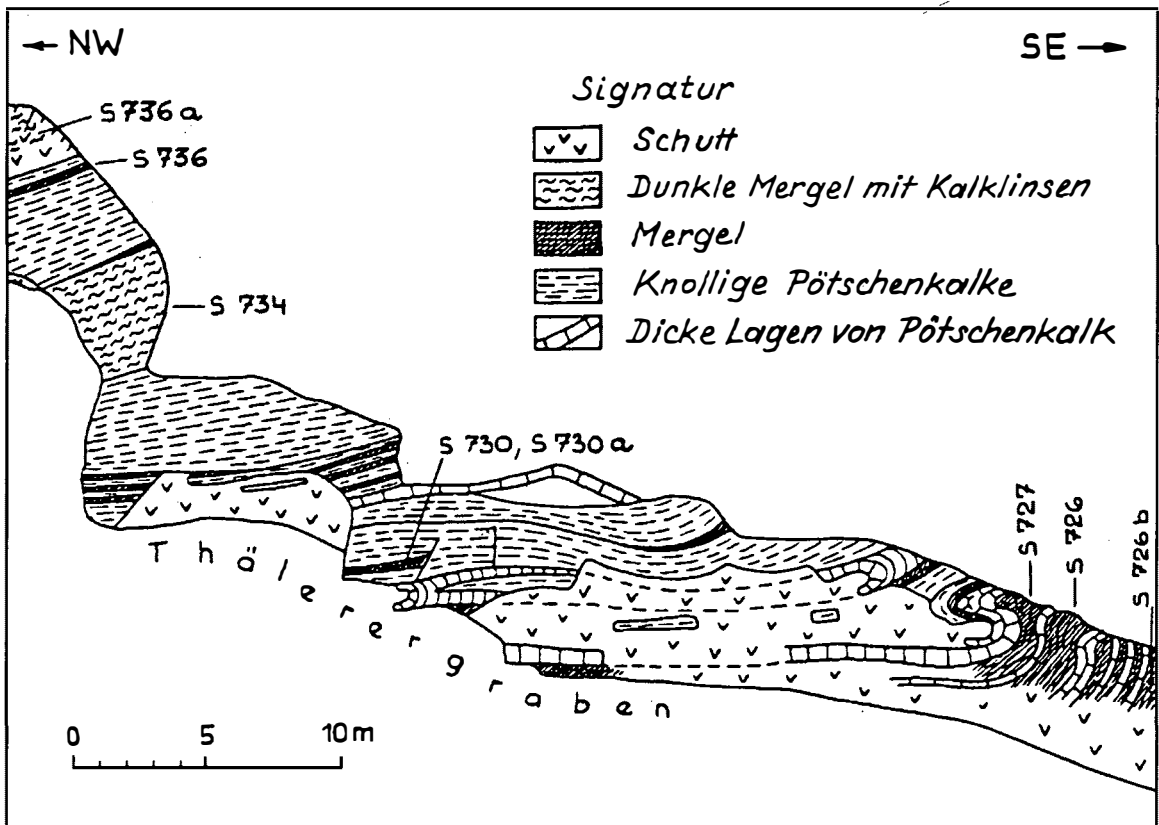 ← NW
SE →
Signatur
Schutt
Dunkle Mergel mit Kalklinsen
Mergel
Knollige Pötschenkalke
Dicke Lagen von Pötschenkalk
S 736 a
S 736
S 734
S 730, S 730 a
S 727
S 726
S 726 b
Thälerergraben
0 5 10 m